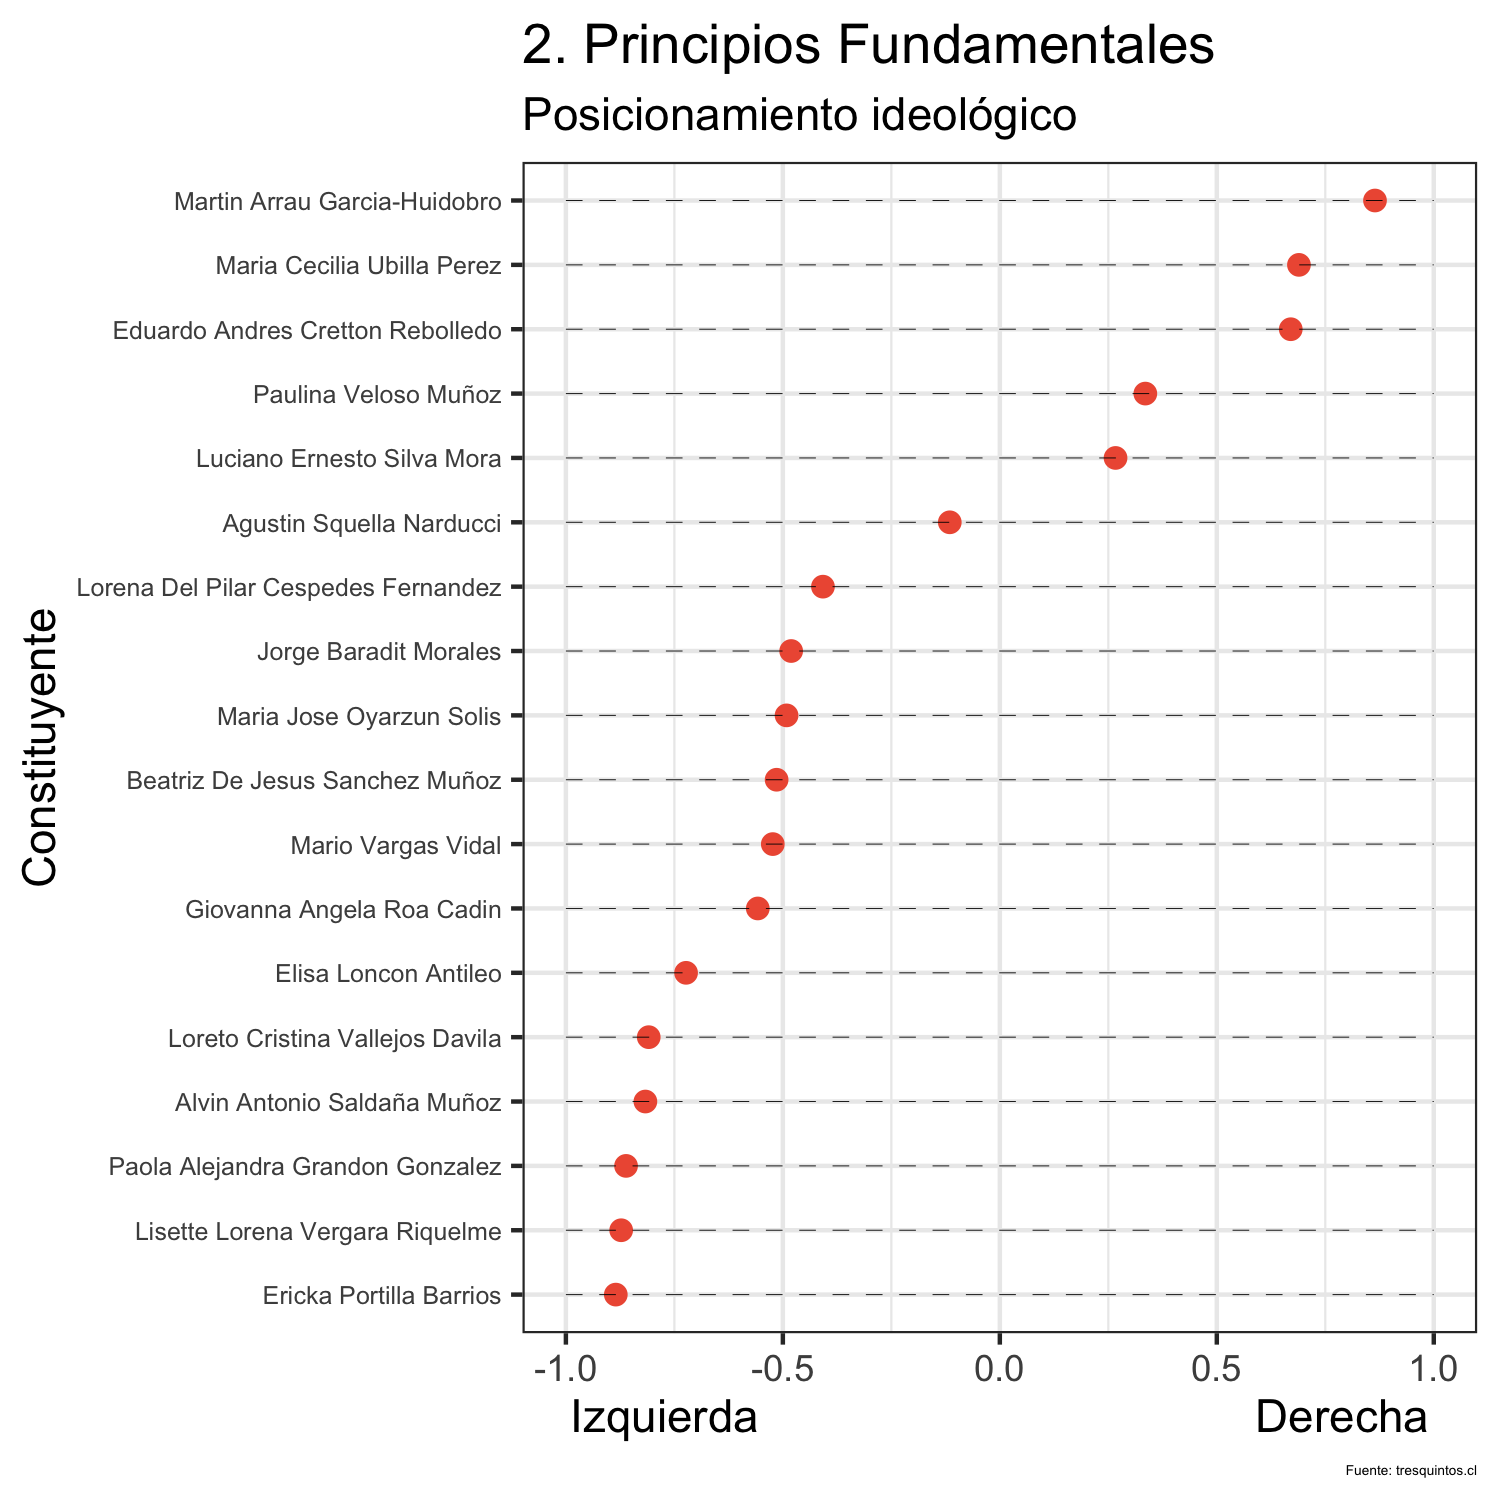 2. Principios Fundamentales
Posicionamiento ideológico
Constituyente
Martin Arrau Garcia-Huidobro
Maria Cecilia Ubilla Perez
Eduardo Andres Cretton Rebolledo
Paulina Veloso Muñoz
Luciano Ernesto Silva Mora
Agustin Squella Narducci
Lorena Del Pilar Cespedes Fernandez
Jorge Baradit Morales
Maria Jose Oyarzun Solis
Beatriz De Jesus Sanchez Muñoz
Mario Vargas Vidal
Giovanna Angela Roa Cadin
Elisa Loncon Antileo
Loreto Cristina Vallejos Davila
Alvin Antonio Saldaña Muñoz
Paola Alejandra Grandon Gonzalez
Lisette Lorena Vergara Riquelme
Ericka Portilla Barrios
-1.0 -0.5 0.0 0.5 1.0
Izquierda Derecha
Fuente: tresquintos.cl